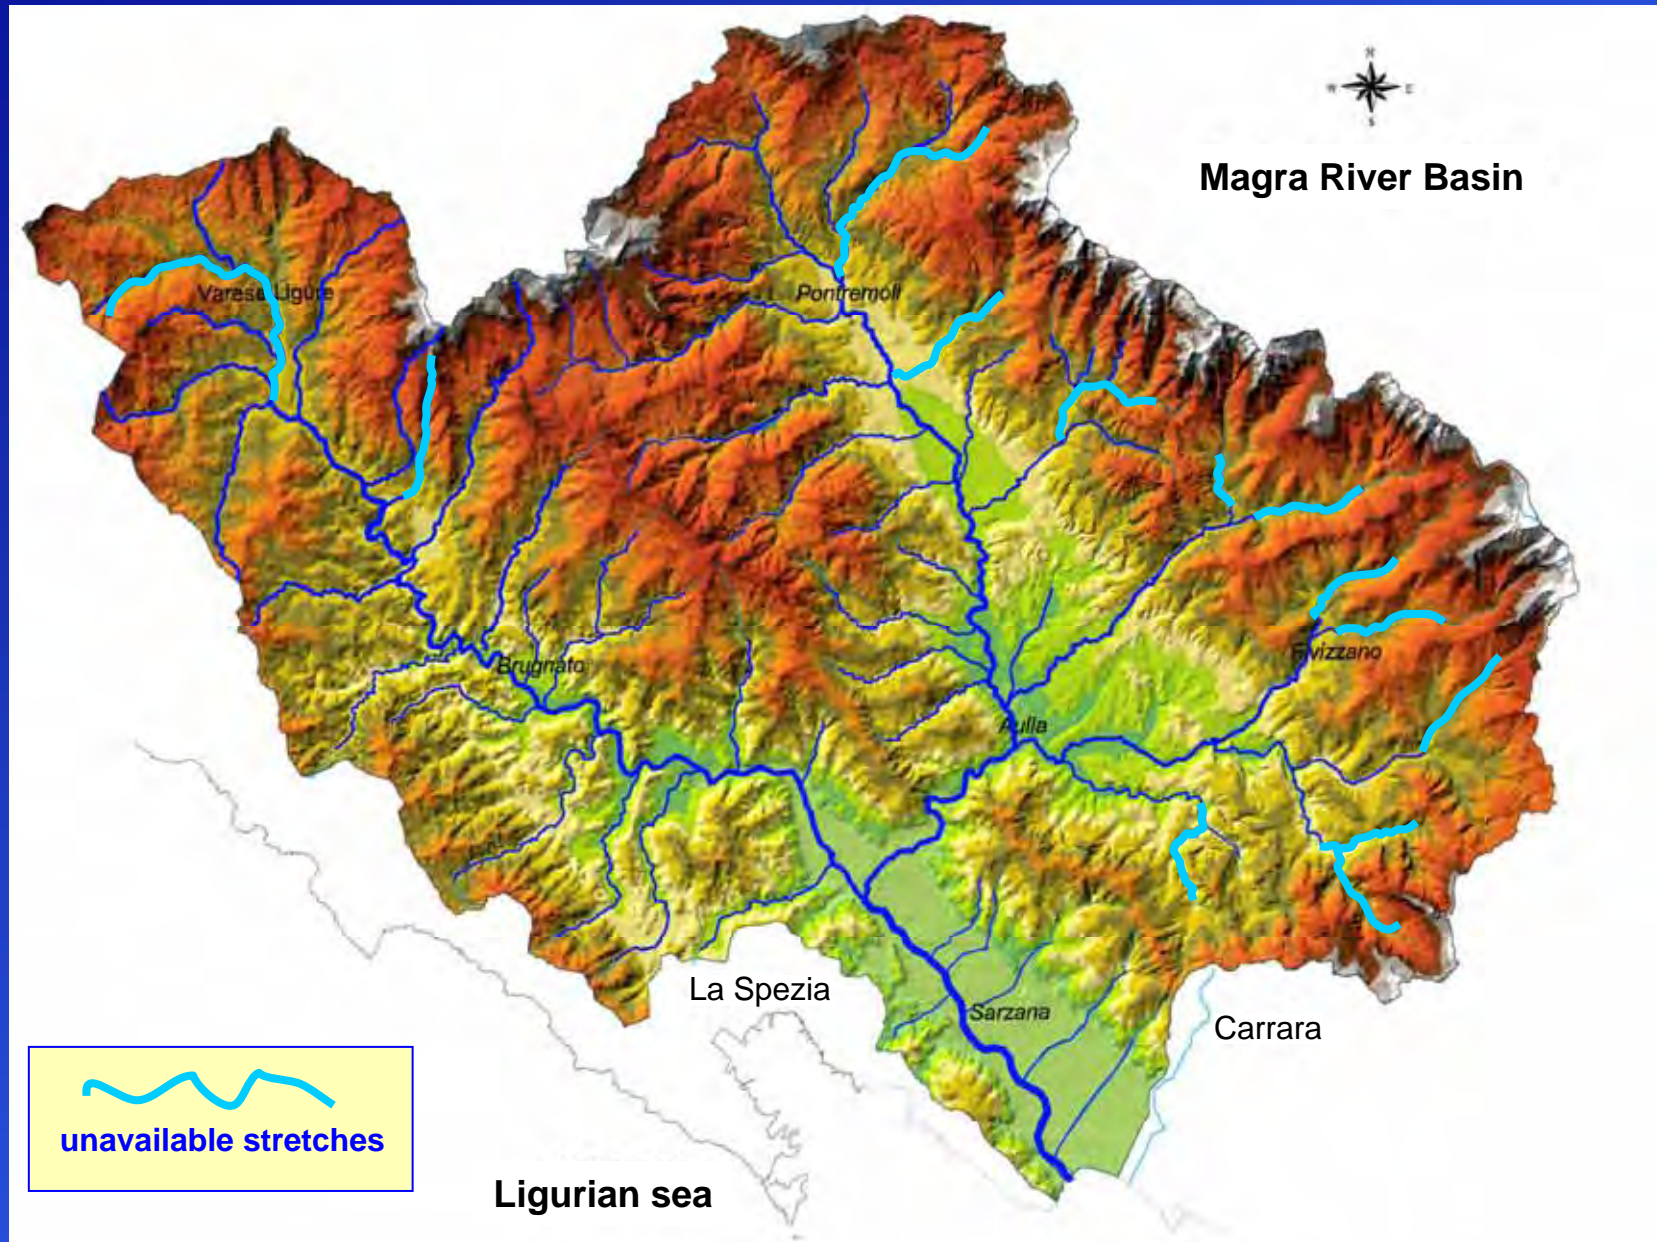 N
W E
S
Magra River Basin
Varese Ligure
Pontremoli
Fivizzano
Brugnato
Aulla
La Spezia
Sarzana
Carrara
unavailable stretches
Ligurian sea